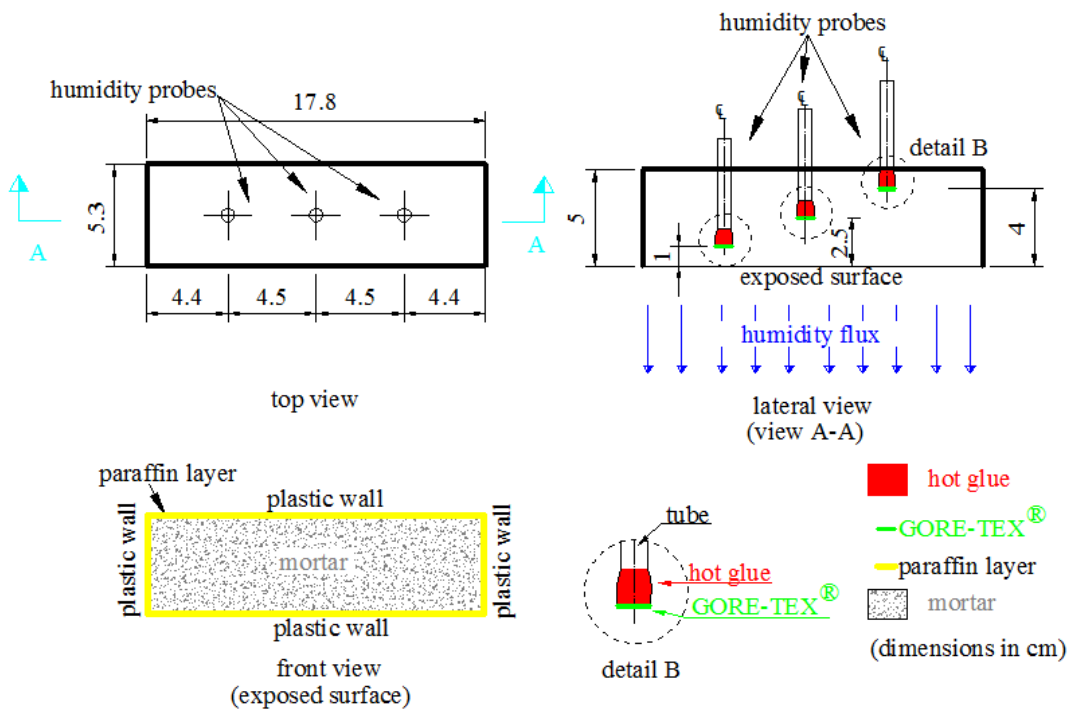 humidity probes
17.8
5.3
A
A
4.4
4.5
4.5
4.4
top view
humidity probes
℄
℄
℄
detail B
5
1
2.5
4
exposed surface
humidity flux
lateral view
(view A-A)
paraffin layer
plastic wall
plastic wall
mortar
plastic wall
plastic wall
front view
(exposed surface)
tube
hot glue
GORE-TEX®
detail B
hot glue
GORE-TEX®
paraffin layer
mortar
(dimensions in cm)